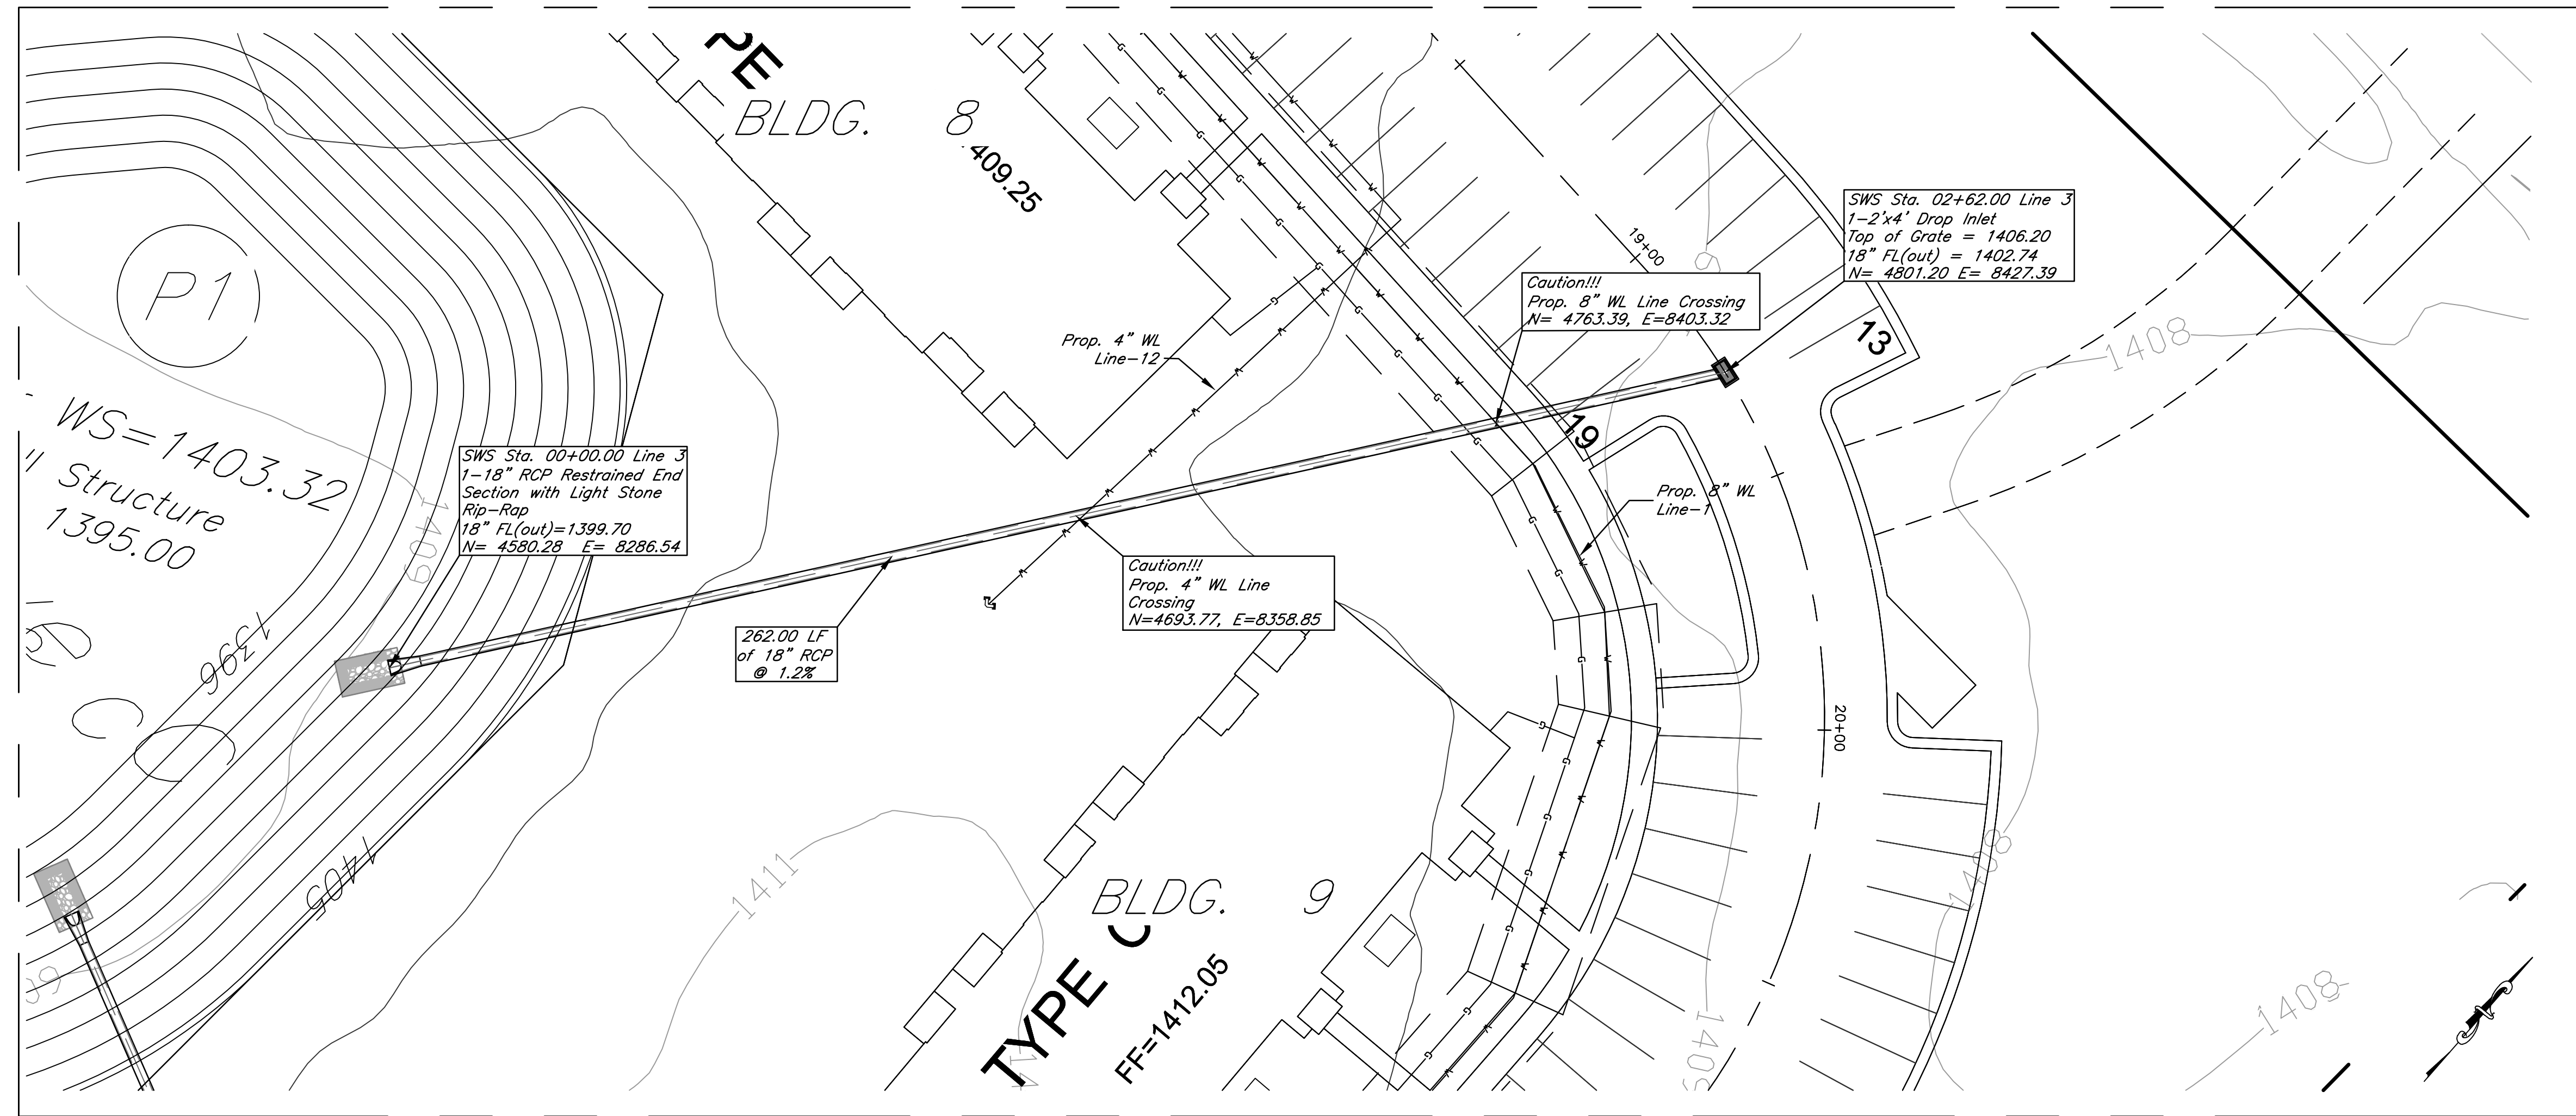 PE
BLDG. 8
1409.25
P1
WS=1403.32
Structure
1395.00
1409
1396
1405
SWS Sta. 00+00.00 Line 3
1-18" RCP Restrained End
Section with Light Stone
Rip-Rap
18" FL(out)=1399.70
N= 4580.28 E= 8286.54
Prop. 4" WL
Line-12
262.00 LF
of 18" RCP
@ 1.2%
Caution!!!
Prop. 4" WL Line
Crossing
N=4693.77, E=8358.85
Caution!!!
Prop. 8" WL Line Crossing
N= 4763.39, E=8403.32
SWS Sta. 02+62.00 Line 3
1-2'x4' Drop Inlet
Top of Grate = 1406.20
18" FL(out) = 1402.74
N= 4801.20 E= 8427.39
19+00
13
19
Prop. 8" WL
Line-1
20+00
1408
1411
BLDG. 9
TYPE C
FF=1412.05
1409
1408
1408